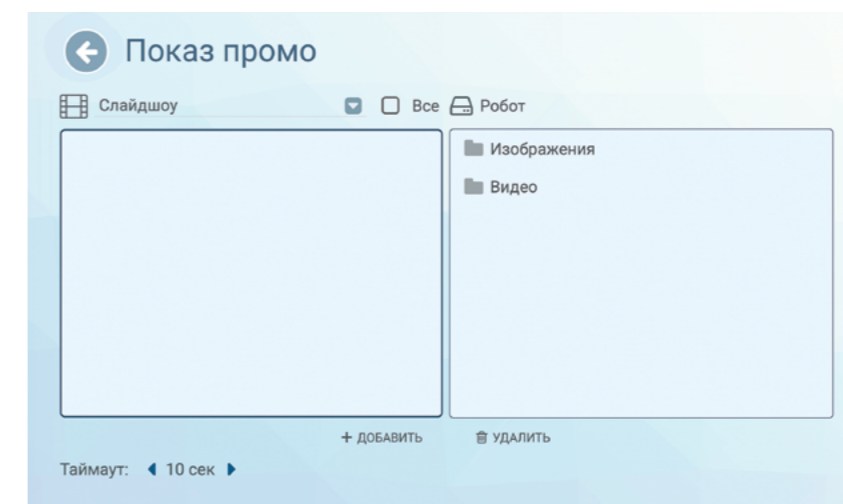 Показ промо
Слайдшоу Все Робот
Изображения
Видео
+ ДОБАВИТЬ УДАЛИТЬ
Таймаут: 10 сек